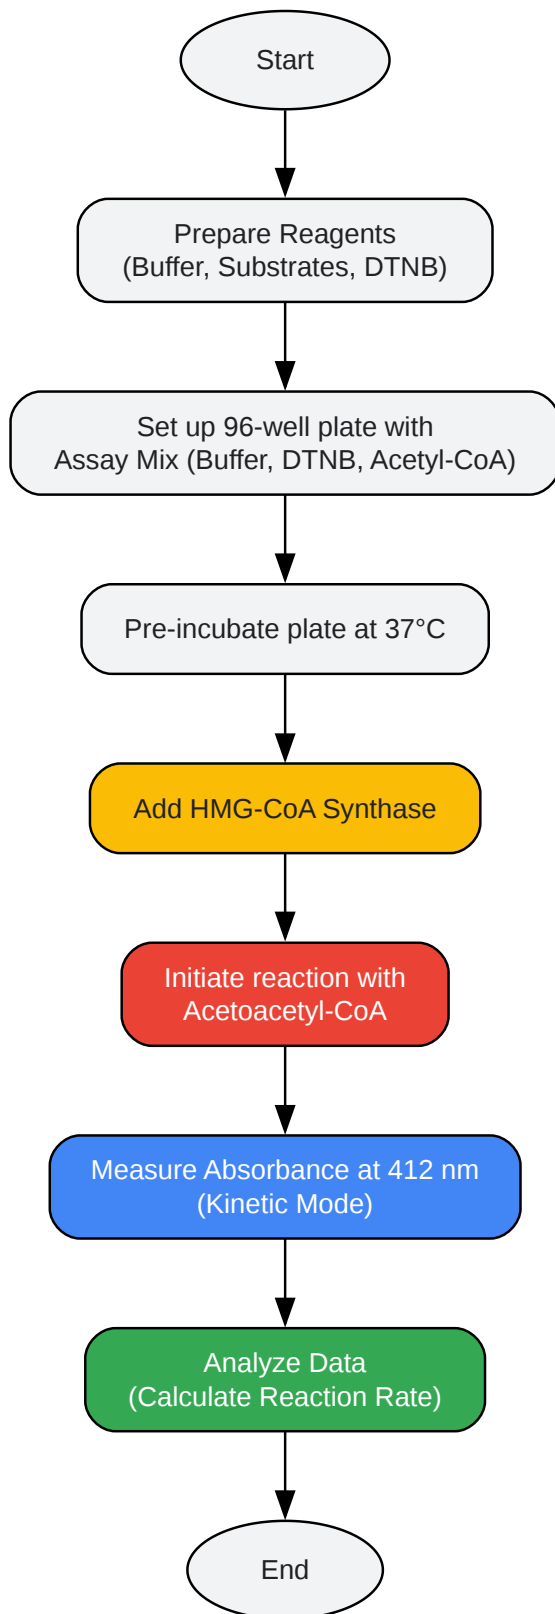 Start
Prepare Reagents
(Buffer, Substrates, DTNB)
Set up 96-well plate with
Assay Mix (Buffer, DTNB, Acetyl-CoA)
Pre-incubate plate at 37°C
Add HMG-CoA Synthase
Initiate reaction with
Acetoacetyl-CoA
Measure Absorbance at 412 nm
(Kinetic Mode)
Analyze Data
(Calculate Reaction Rate)
End